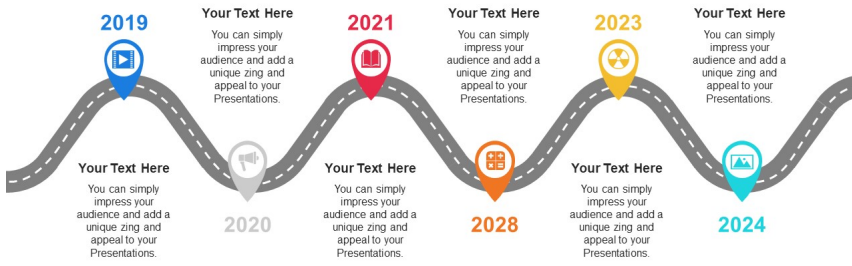 2019
Your Text Here
You can simply
impress your
audience and add a
unique zing and
appeal to your
Presentations.
2021
Your Text Here
You can simply
impress your
audience and add a
unique zing and
appeal to your
Presentations.
2023
Your Text Here
You can simply
impress your
audience and add a
unique zing and
appeal to your
Presentations.
Your Text Here
You can simply
impress your
audience and add a
unique zing and
appeal to your
Presentations.
2020
Your Text Here
You can simply
impress your
audience and add a
unique zing and
appeal to your
Presentations.
2028
Your Text Here
You can simply
impress your
audience and add a
unique zing and
appeal to your
Presentations.
2024